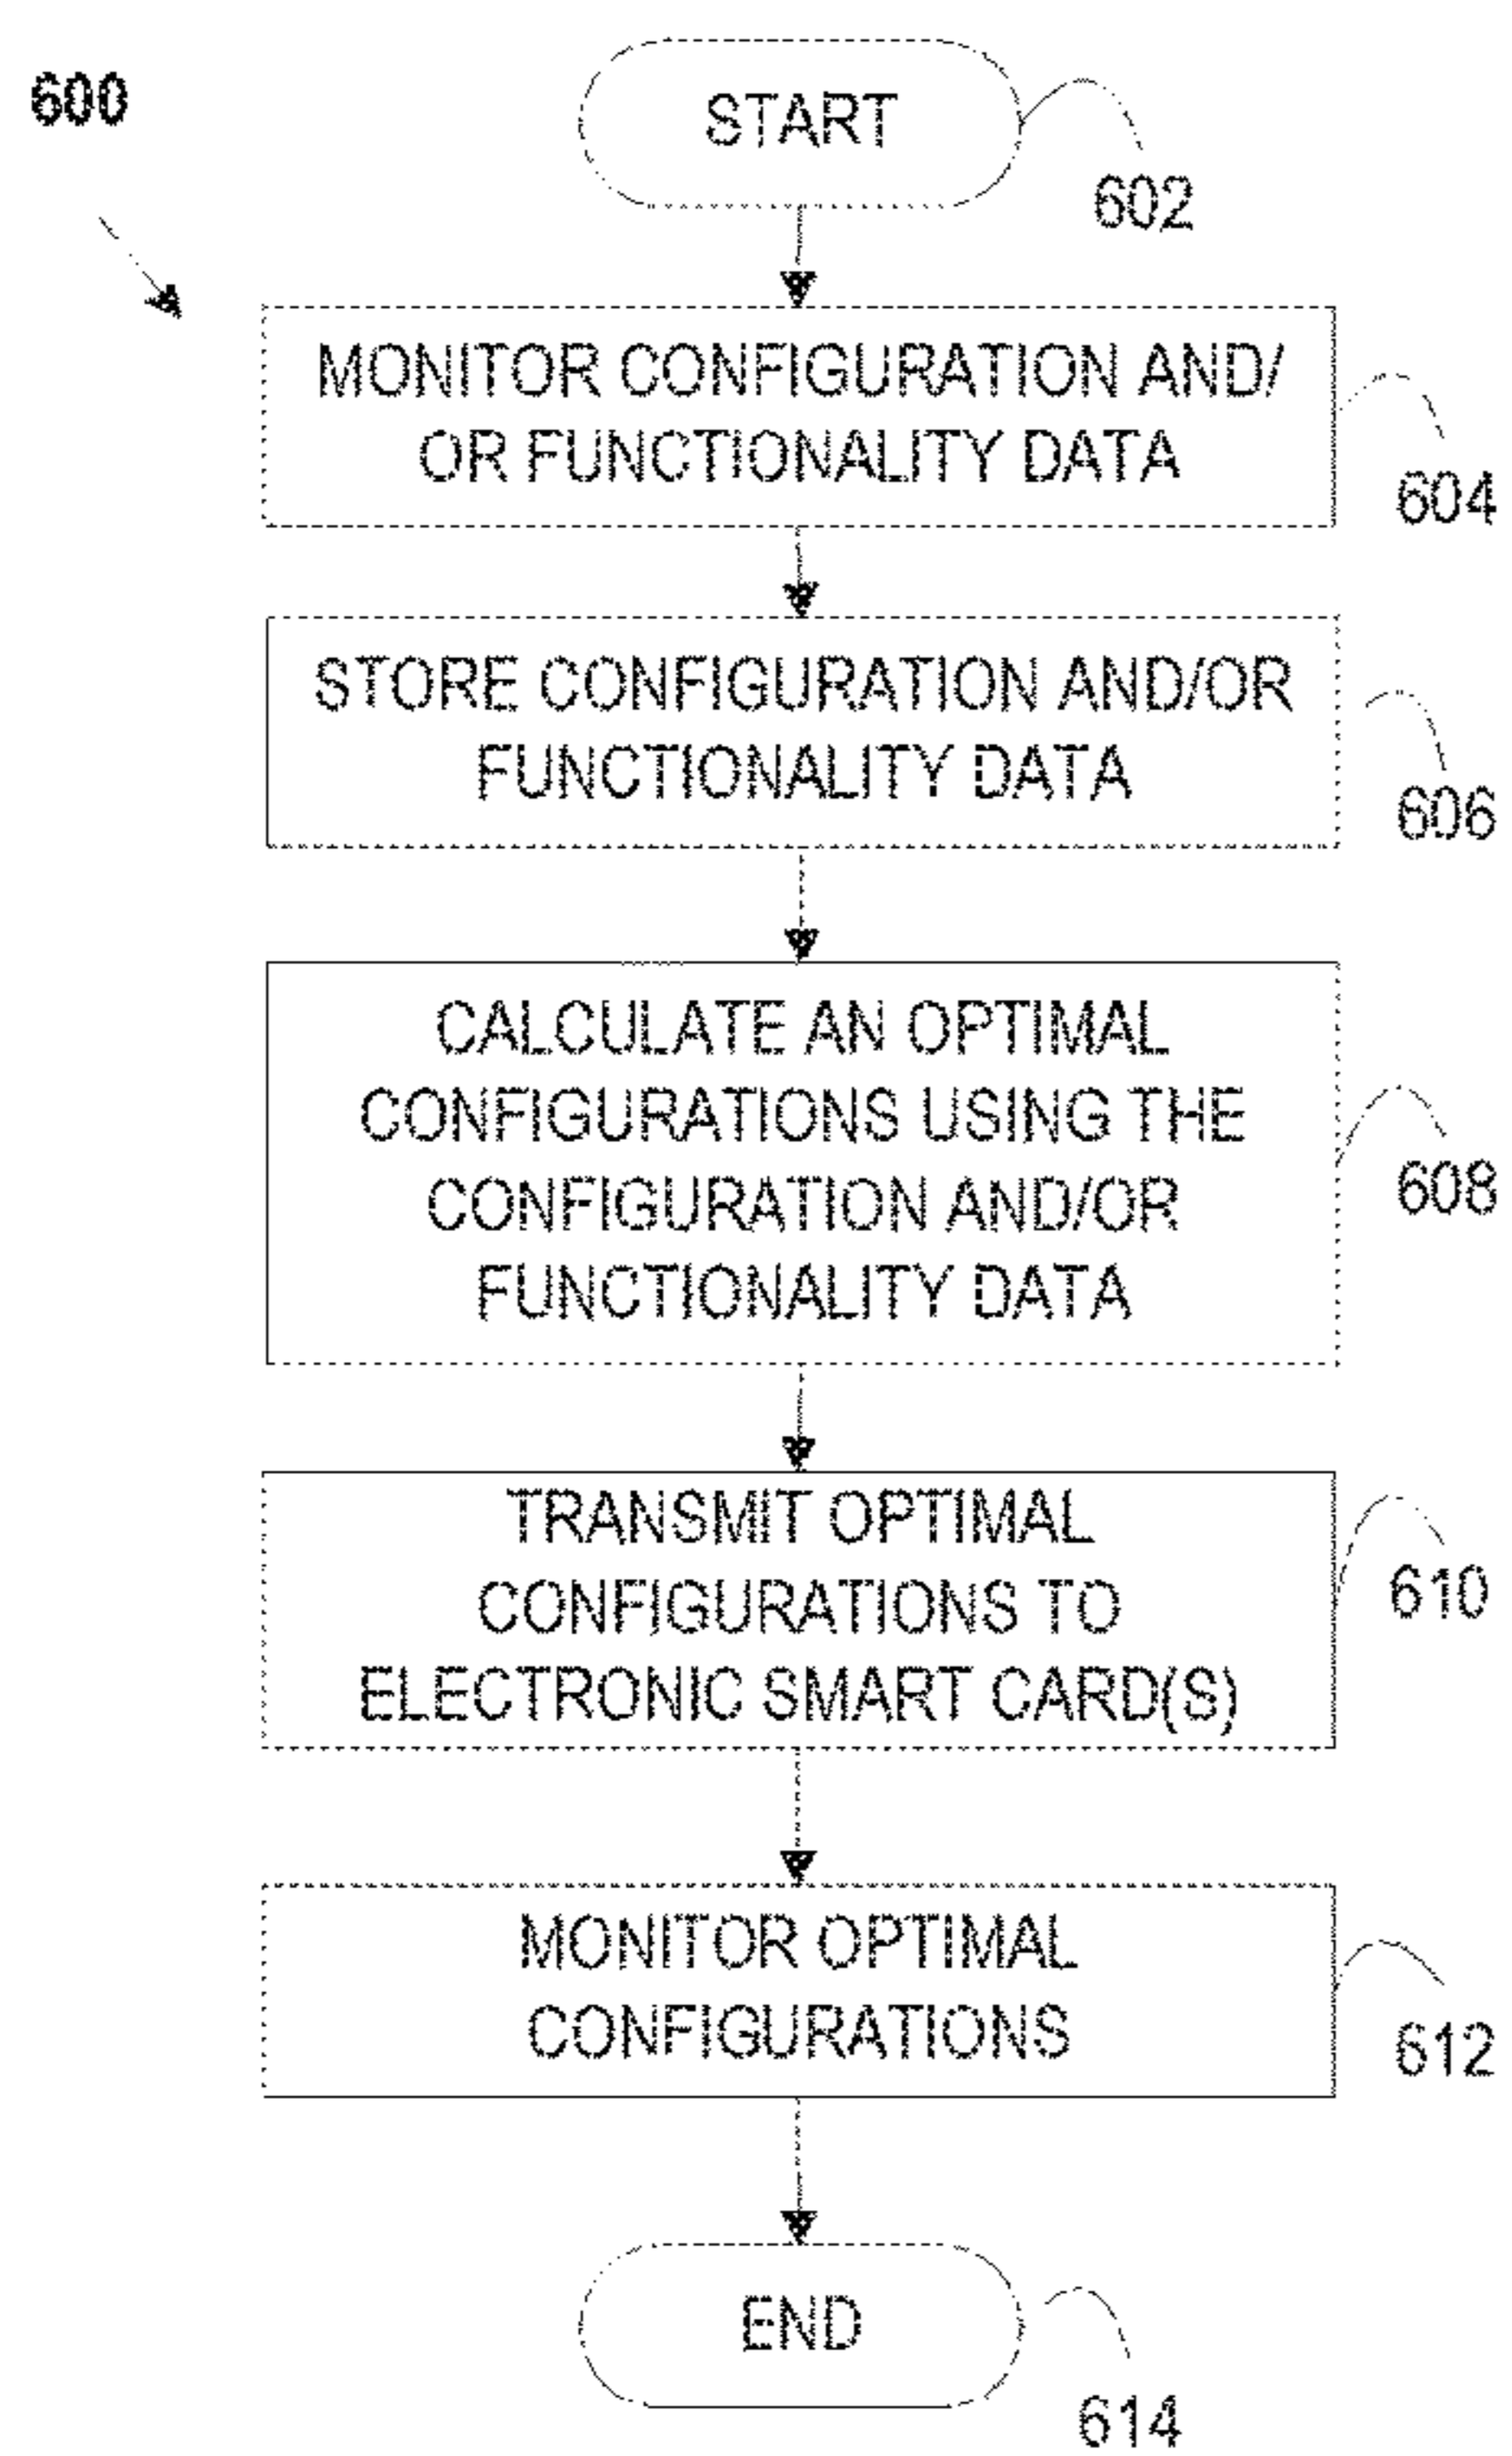 600
START
602
MONITOR CONFIGURATION AND/
OR FUNCTIONALITY DATA
604
STORE CONFIGURATION AND/OR
FUNCTIONALITY DATA
606
CALCULATE AN OPTIMAL
CONFIGURATIONS USING THE
CONFIGURATION AND/OR
FUNCTIONALITY DATA
608
TRANSMIT OPTIMAL
CONFIGURATIONS TO
ELECTRONIC SMART CARD(S)
610
MONITOR OPTIMAL
CONFIGURATIONS
612
END
614